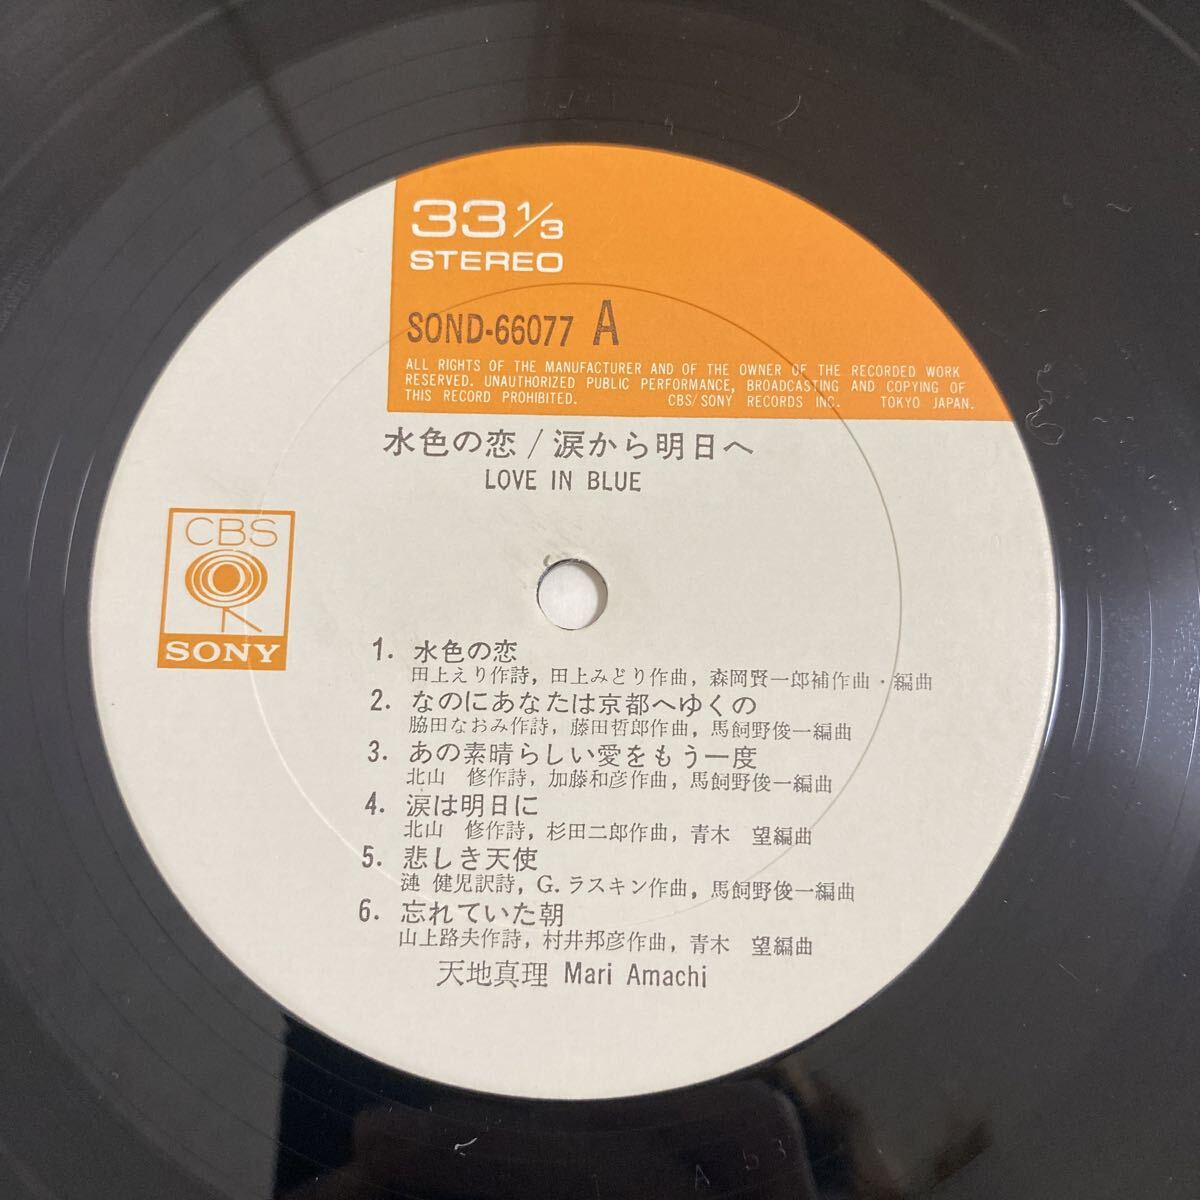 33 1/3
STEREO
SOND-66077 A
ALL RIGHTS OF THE MANUFACTURER AND OF THE OWNER OF THE RECORDED WORK
RESERVED. UNAUTHORIZED PUBLIC PERFORMANCE, BROADCASTING AND COPYING OF
THIS RECORD PROHIBITED. CBS/SONY RECORDS INC. TOKYO JAPAN.
水色の恋/涙から明日へ
LOVE IN BLUE
CBS
SONY
1. 水色の恋
田上えり作詩, 田上みどり作曲, 森岡賢一郎補作曲・編曲
2. なのにあなたは京都へゆくの
脇田なおみ作詩, 藤田哲郎作曲, 馬飼野俊一編曲
3. あの素晴らしい愛をもう一度
北山 修作詩, 加藤和彦作曲, 馬飼野俊一編曲
4. 涙は明日に
北山 修作詩, 杉田二郎作曲, 青木 望編曲
5. 悲しき天使
漣 健児訳詩, G.ラスキン作曲, 馬飼野俊一編曲
6. 忘れていた朝
山上路夫作詩, 村井邦彦作曲, 青木 望編曲
天地真理 Mari Amachi